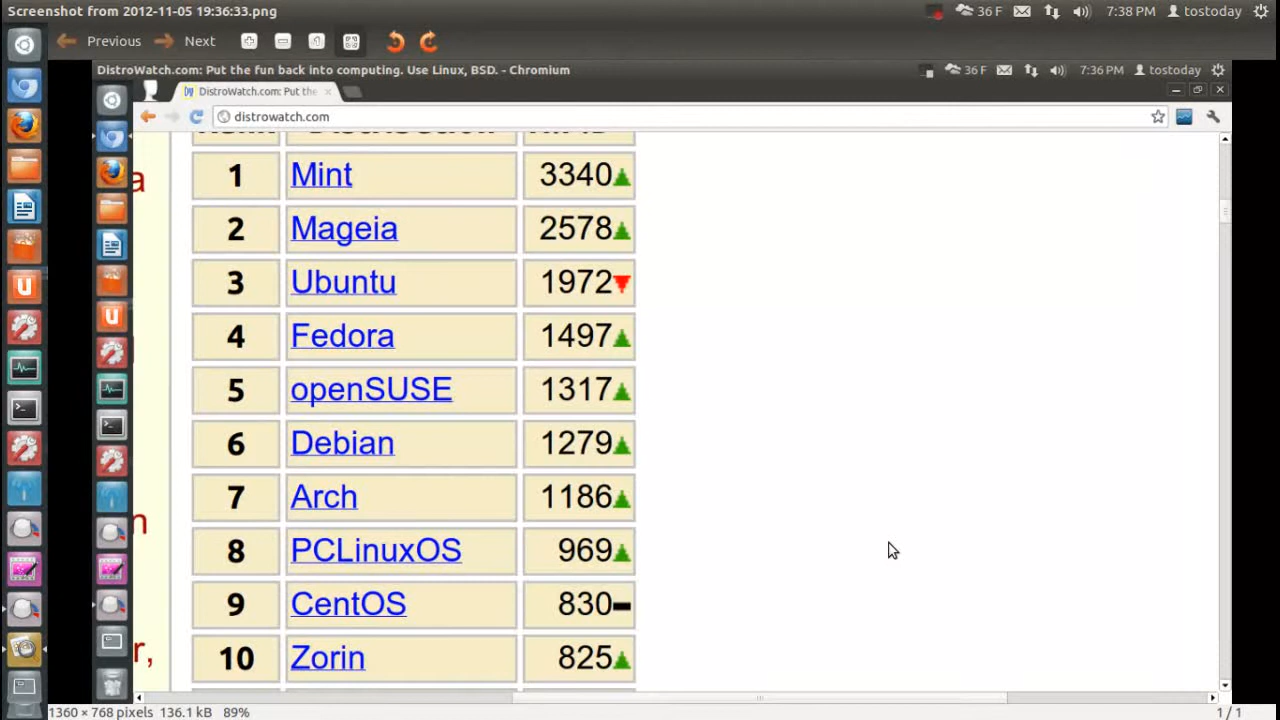 Screenshot from 2012-11-05 19:36:33.png 36 F 7:38 PM tostoday
Previous Next
DistroWatch.com: Put the fun back into computing. Use Linux, BSD. - Chromium 36 F 7:36 PM tostoday
DistroWatch.com: Put the
distrowatch.com
1 Mint 3340
a
2 Mageia 2578
3 Ubuntu 1972
4 Fedora 1497
5 openSUSE 1317
6 Debian 1279
7 Arch 1186
n
8 PCLinuxOS 969
9 CentOS 830
r, 10 Zorin 825
1360 × 768 pixels 136.1 kB 89% 1 / 1